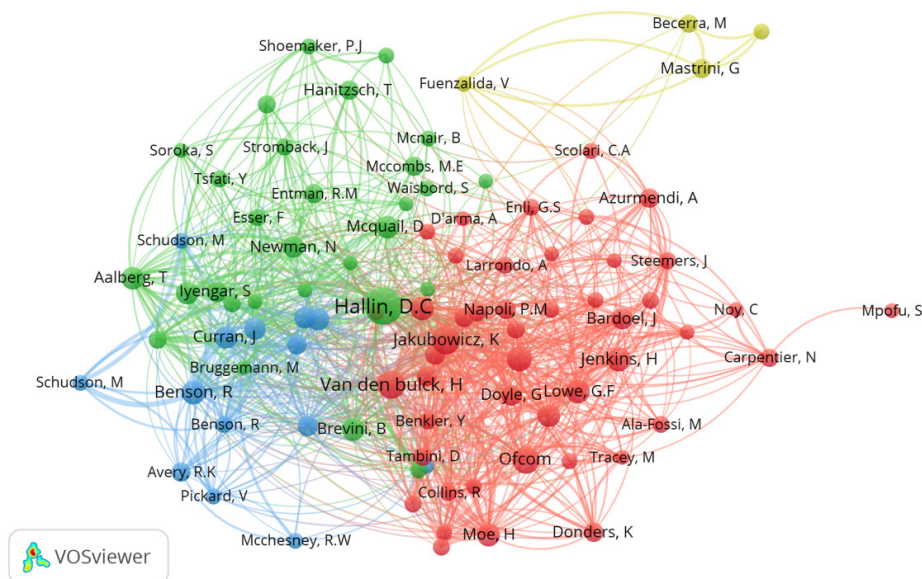 Becerra, M
Shoemaker, P.J
Mastrini, G
Fuenzalida, V
Hanitzsch, T
Mcnair, B
Soroka, S
Stromback, J
Scolari, C.A
Mccombs, M.E
Tsfati, Y
Waisbord, S
Entman, R.M
Azurmendi, A
Enli, G.S
Esser, F
D'arma, A
Mcquail, D
Schudson, M
Newman, N
Steemers, J
Larrondo, A
Aalberg, T
Iyengar, S
Hallin, D.C
Napoli, P.M
Noy, C
Mpofu, S
Bardoel, J
Curran, J
Jakubowicz, K
Carpentier, N
Jenkins, H
Bruggemann, M
Schudson, M
Van den bulck, H
Benson, R
Doyle, G
Lowe, G.F
Benson, R
Brevini, B
Benkler, Y
Ala-Fossi, M
Tambini, D
Ofcom
Tracey, M
Avery, R.K
Pickard, V
Collins, R
Mcchesney, R.W
Moe, H
Donders, K
VOSviewer